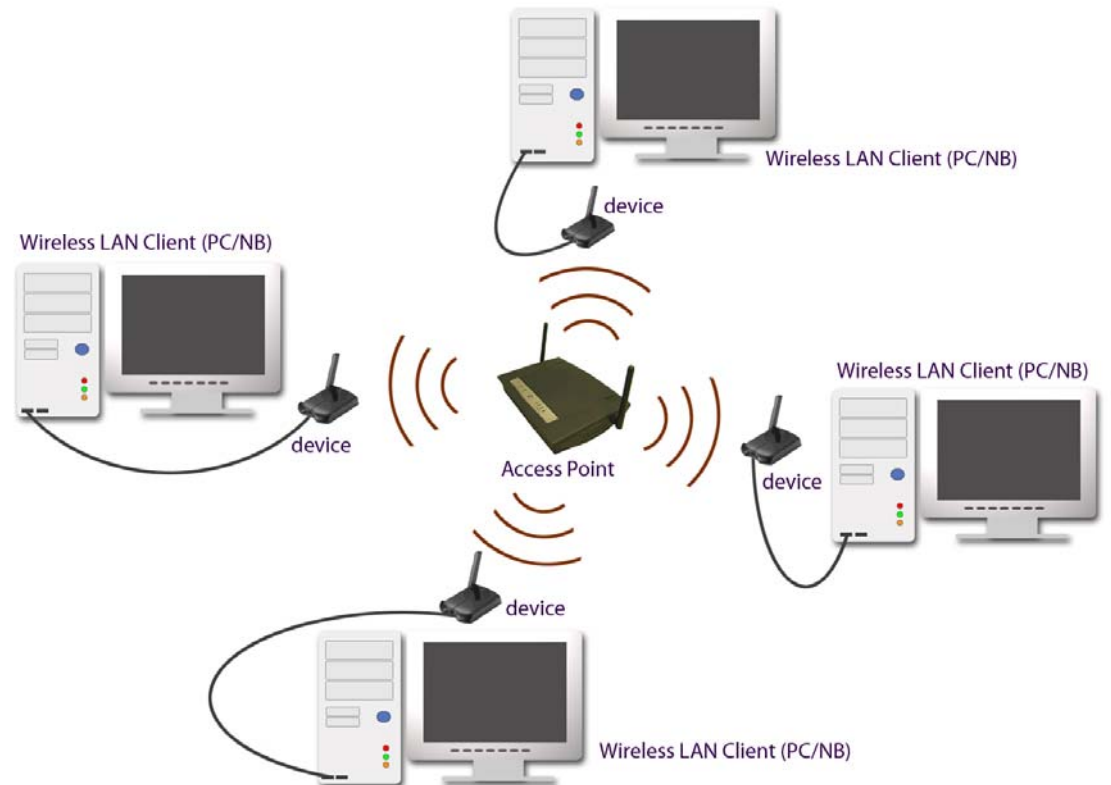 Wireless LAN Client (PC/NB)
device
Wireless LAN Client (PC/NB)
device
Wireless LAN Client (PC/NB)
device
Access Point
device
Wireless LAN Client (PC/NB)